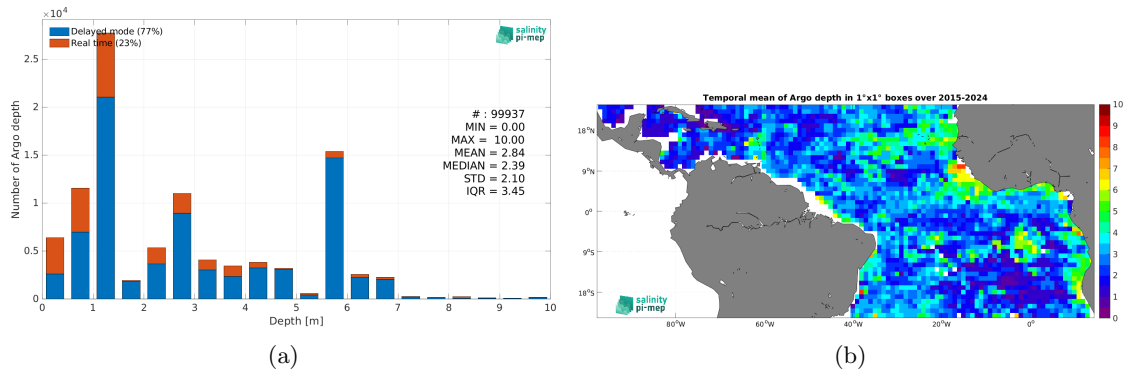 ×10⁴
Delayed mode (77%)
Real time (23%)
salinity
pi-mep
2.5
2
1.5
1
0.5
0
Number of Argo depth
# : 99937
MIN = 0.00
MAX = 10.00
MEAN = 2.84
MEDIAN = 2.39
STD = 2.10
IQR = 3.45
0 1 2 3 4 5 6 7 8 9 10
Depth [m]
(a)
Temporal mean of Argo depth in 1°x1° boxes over 2015-2024
18°N
9°N
0°
9°S
18°S
80°W 60°W 40°W 20°W 0°
10
9
8
7
6
5
4
3
2
1
0
salinity
pi-mep
(b)